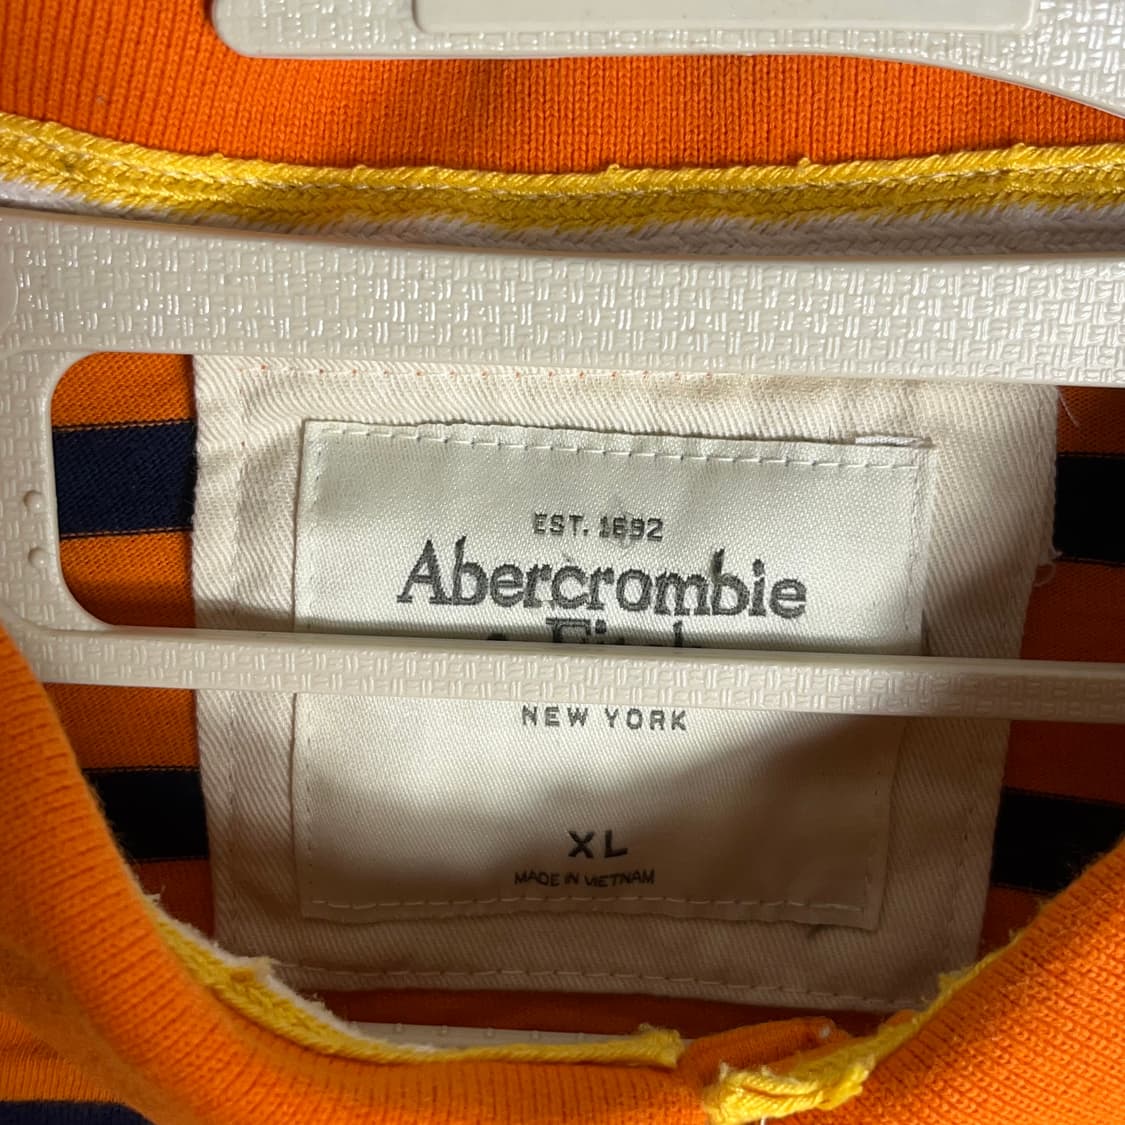 EST. 1892
Abercrombie
NEW YORK
XL
MADE IN VIETNAM